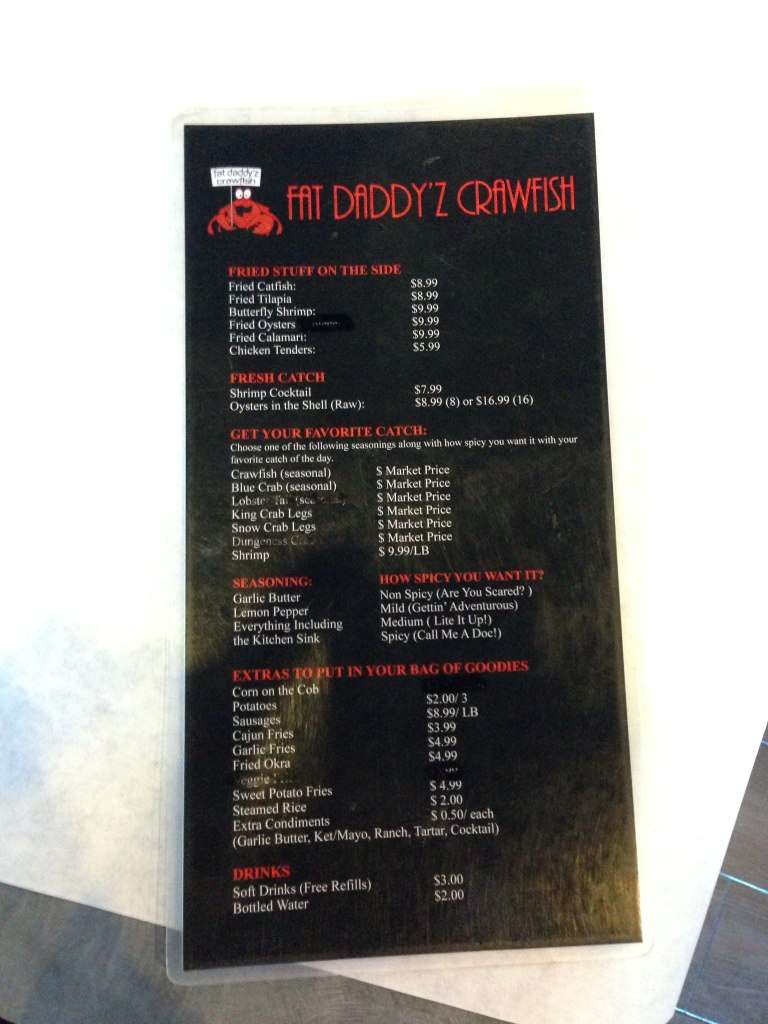 fat daddy'z
crawfish
FAT DADDY'Z CRAWFISH
FRIED STUFF ON THE SIDE
Fried Catfish: $8.99
Fried Tilapia $8.99
Butterfly Shrimp: $9.99
Fried Oysters $9.99
Fried Calamari: $9.99
Chicken Tenders: $5.99
FRESH CATCH
Shrimp Cocktail $7.99
Oysters in the Shell (Raw): $8.99 (8) or $16.99 (16)
GET YOUR FAVORITE CATCH:
Choose one of the following seasonings along with how spicy you want it with your
favorite catch of the day.
Crawfish (seasonal) $ Market Price
Blue Crab (seasonal) $ Market Price
Lobster Tail (seasonal) $ Market Price
King Crab Legs $ Market Price
Snow Crab Legs $ Market Price
Dungeness Crab $ Market Price
Shrimp $ 9.99/LB
SEASONING: HOW SPICY YOU WANT IT?
Garlic Butter Non Spicy (Are You Scared? )
Lemon Pepper Mild (Gettin' Adventurous)
Everything Including Medium ( Lite It Up!)
the Kitchen Sink Spicy (Call Me A Doc!)
EXTRAS TO PUT IN YOUR BAG OF GOODIES
Corn on the Cob
Potatoes $2.00/ 3
Sausages $8.99/ LB
Cajun Fries $3.99
Garlic Fries $4.99
Fried Okra $4.99
Veggie
Sweet Potato Fries $ 4.99
Steamed Rice $ 2.00
Extra Condiments $ 0.50/ each
(Garlic Butter, Ket/Mayo, Ranch, Tartar, Cocktail)
DRINKS
Soft Drinks (Free Refills) $3.00
Bottled Water $2.00